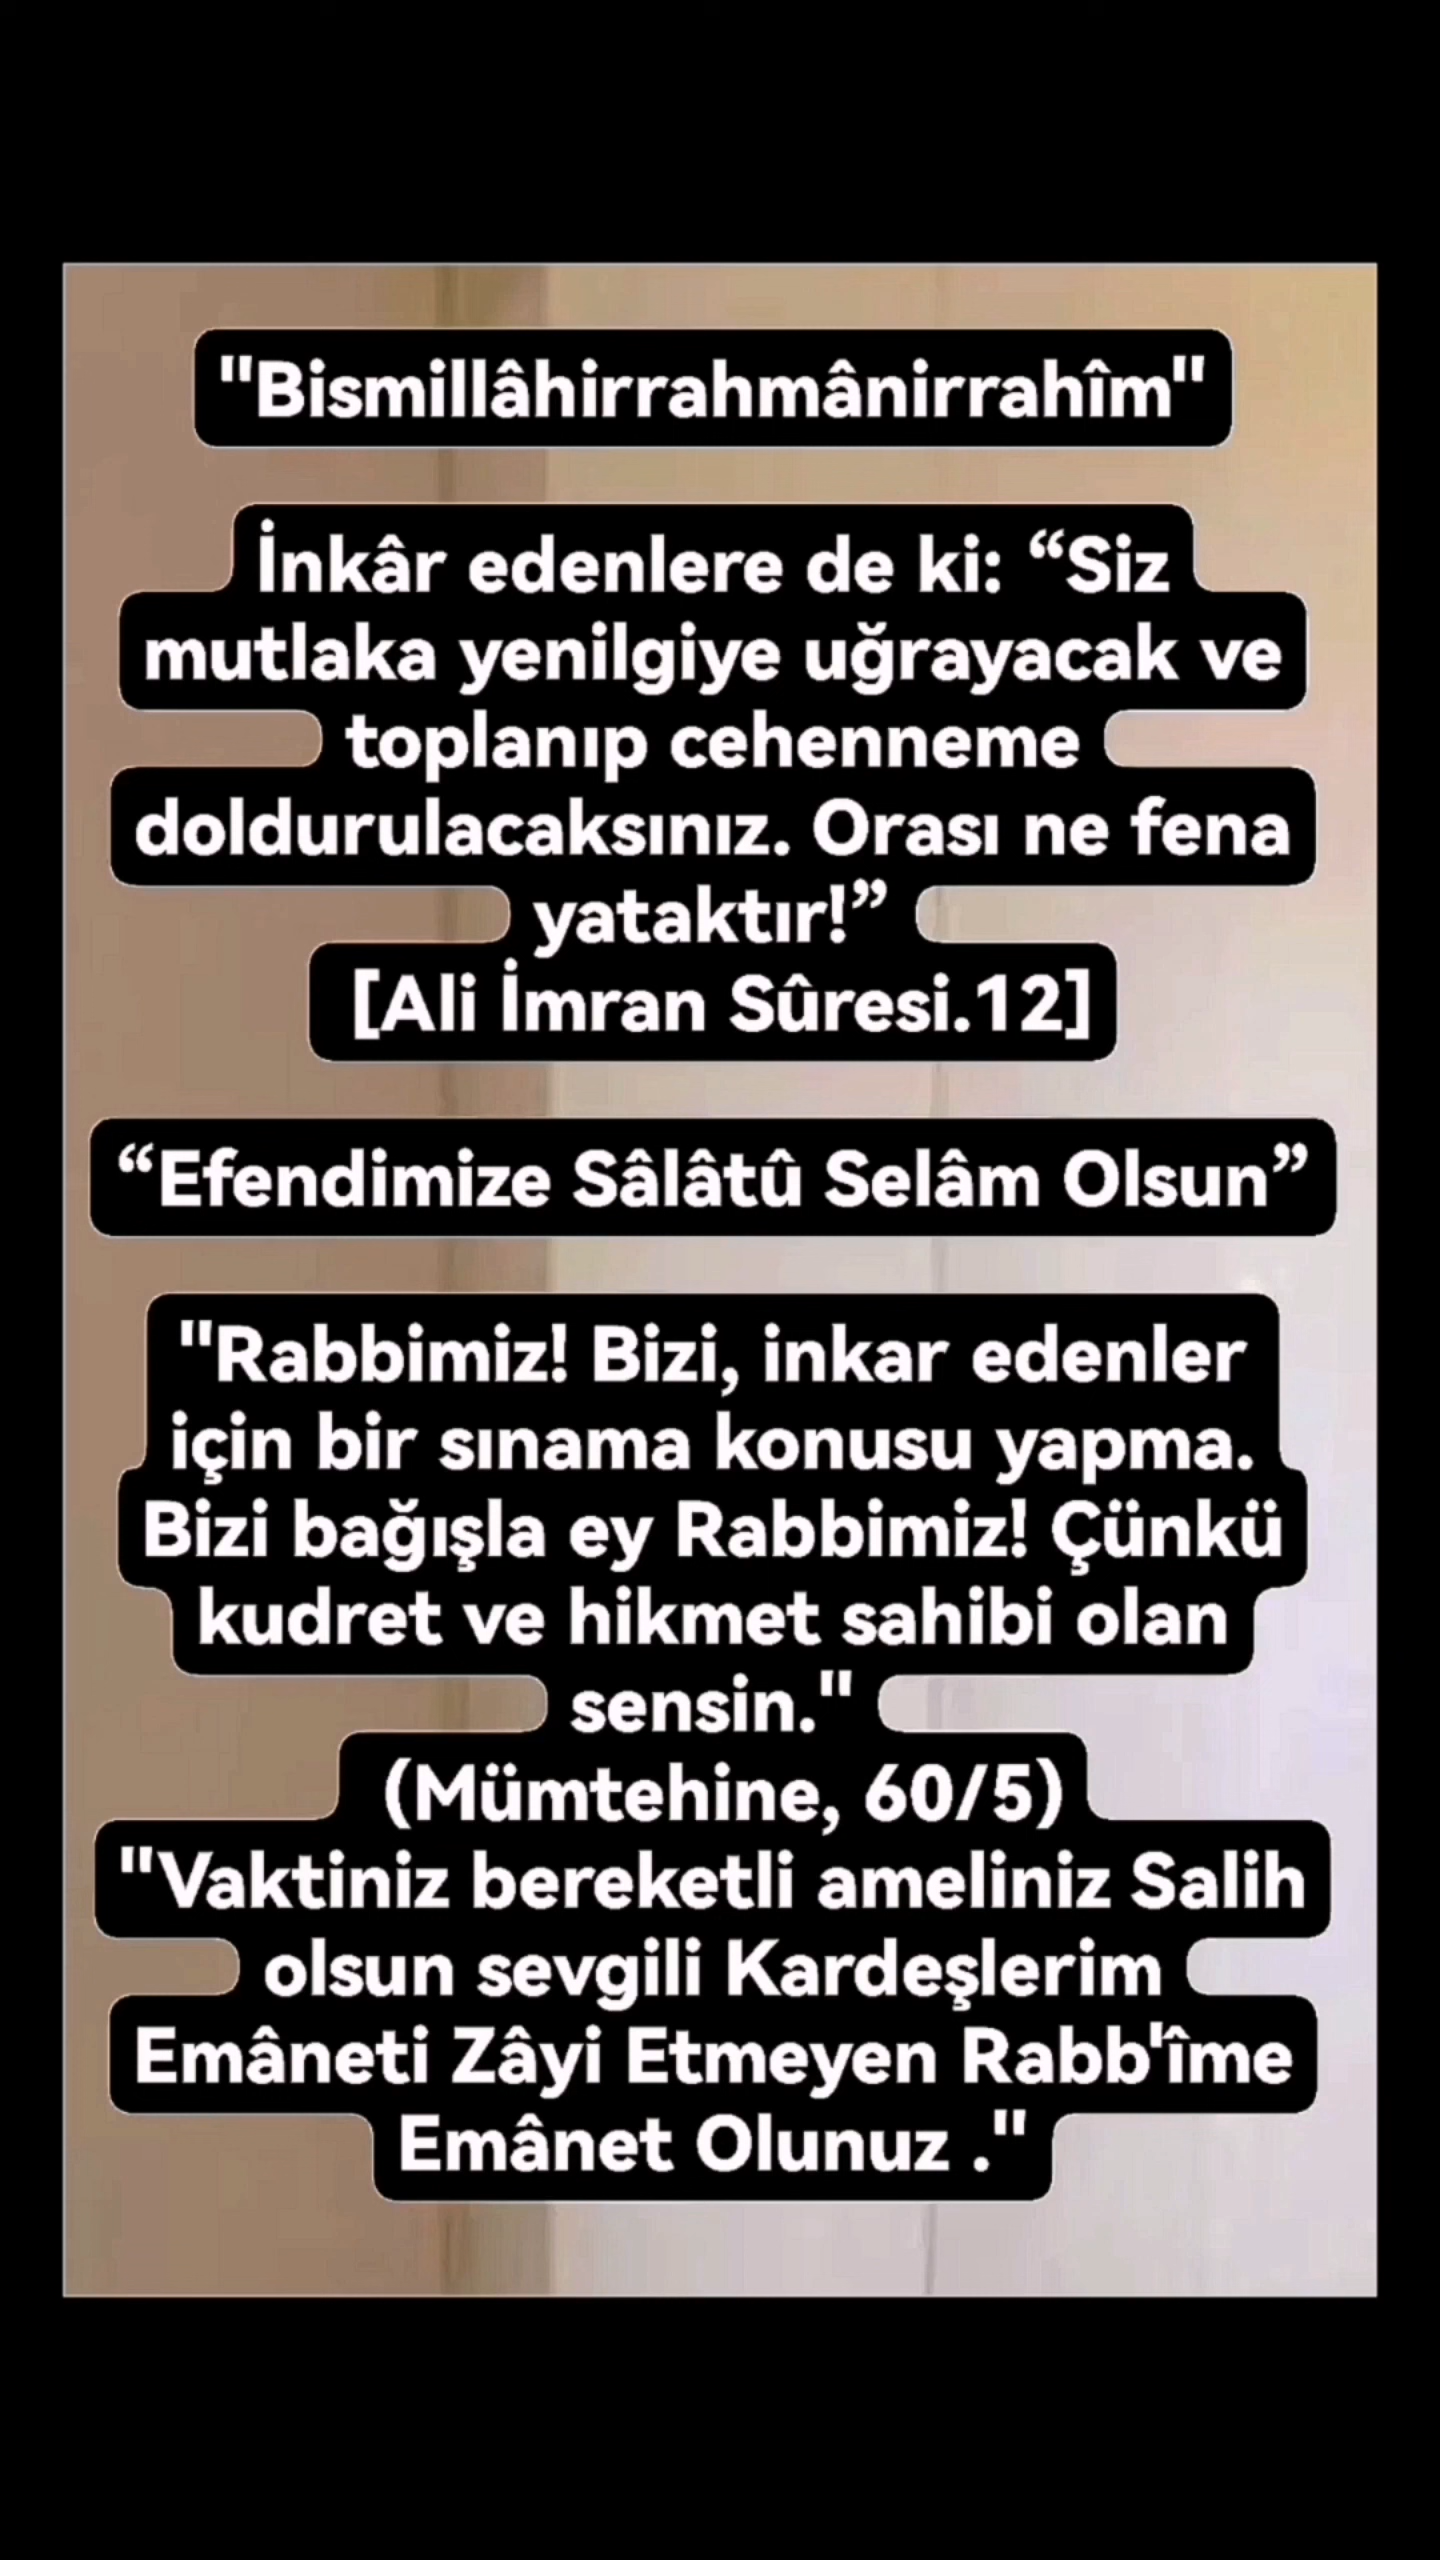 "Bismillâhirrahmânirrahîm"
İnkâr edenlere de ki: “Siz
mutlaka yenilgiye uğrayacak ve
toplanıp cehenneme
doldurulacaksınız. Orası ne fena
yataktır!”
[Ali İmran Sûresi.12]
“Efendimize Sâlâtû Selâm Olsun”
"Rabbimiz! Bizi, inkar edenler
için bir sınama konusu yapma.
Bizi bağışla ey Rabbimiz! Çünkü
kudret ve hikmet sahibi olan
sensin."
(Mümtehine, 60/5)
"Vaktiniz bereketli ameliniz Salih
olsun sevgili Kardeşlerim
Emâneti Zâyi Etmeyen Rabb'îme
Emânet Olunuz ."